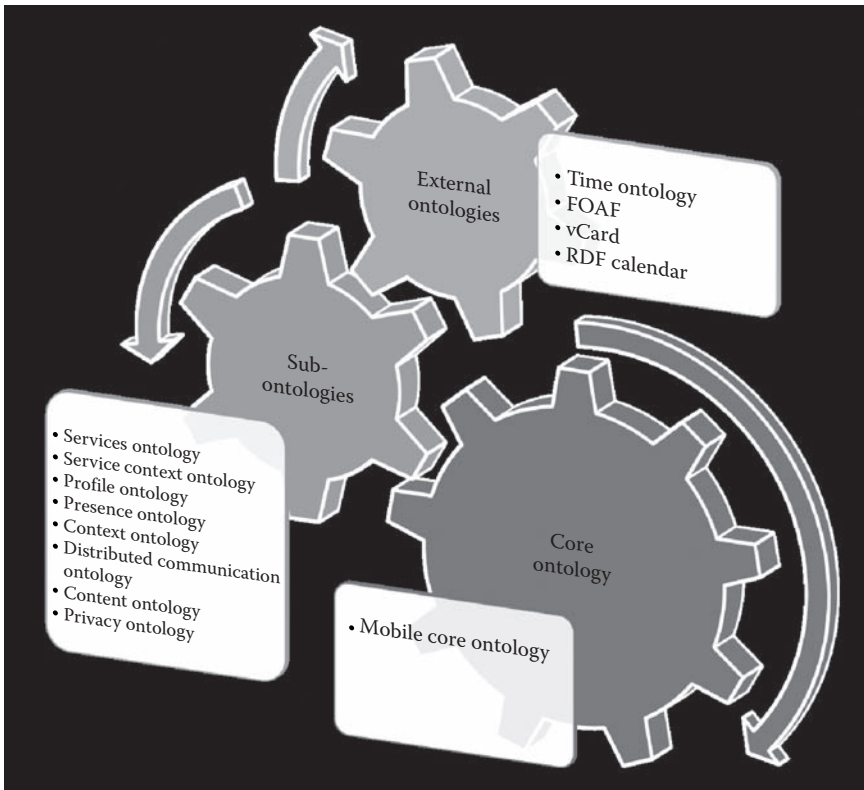 External
ontologies
• Time ontology
• FOAF
• vCard
• RDF calendar
Sub-
ontologies
• Services ontology
• Service context ontology
• Profile ontology
• Presence ontology
• Context ontology
• Distributed communication
ontology
• Content ontology
• Privacy ontology
Core
ontology
• Mobile core ontology